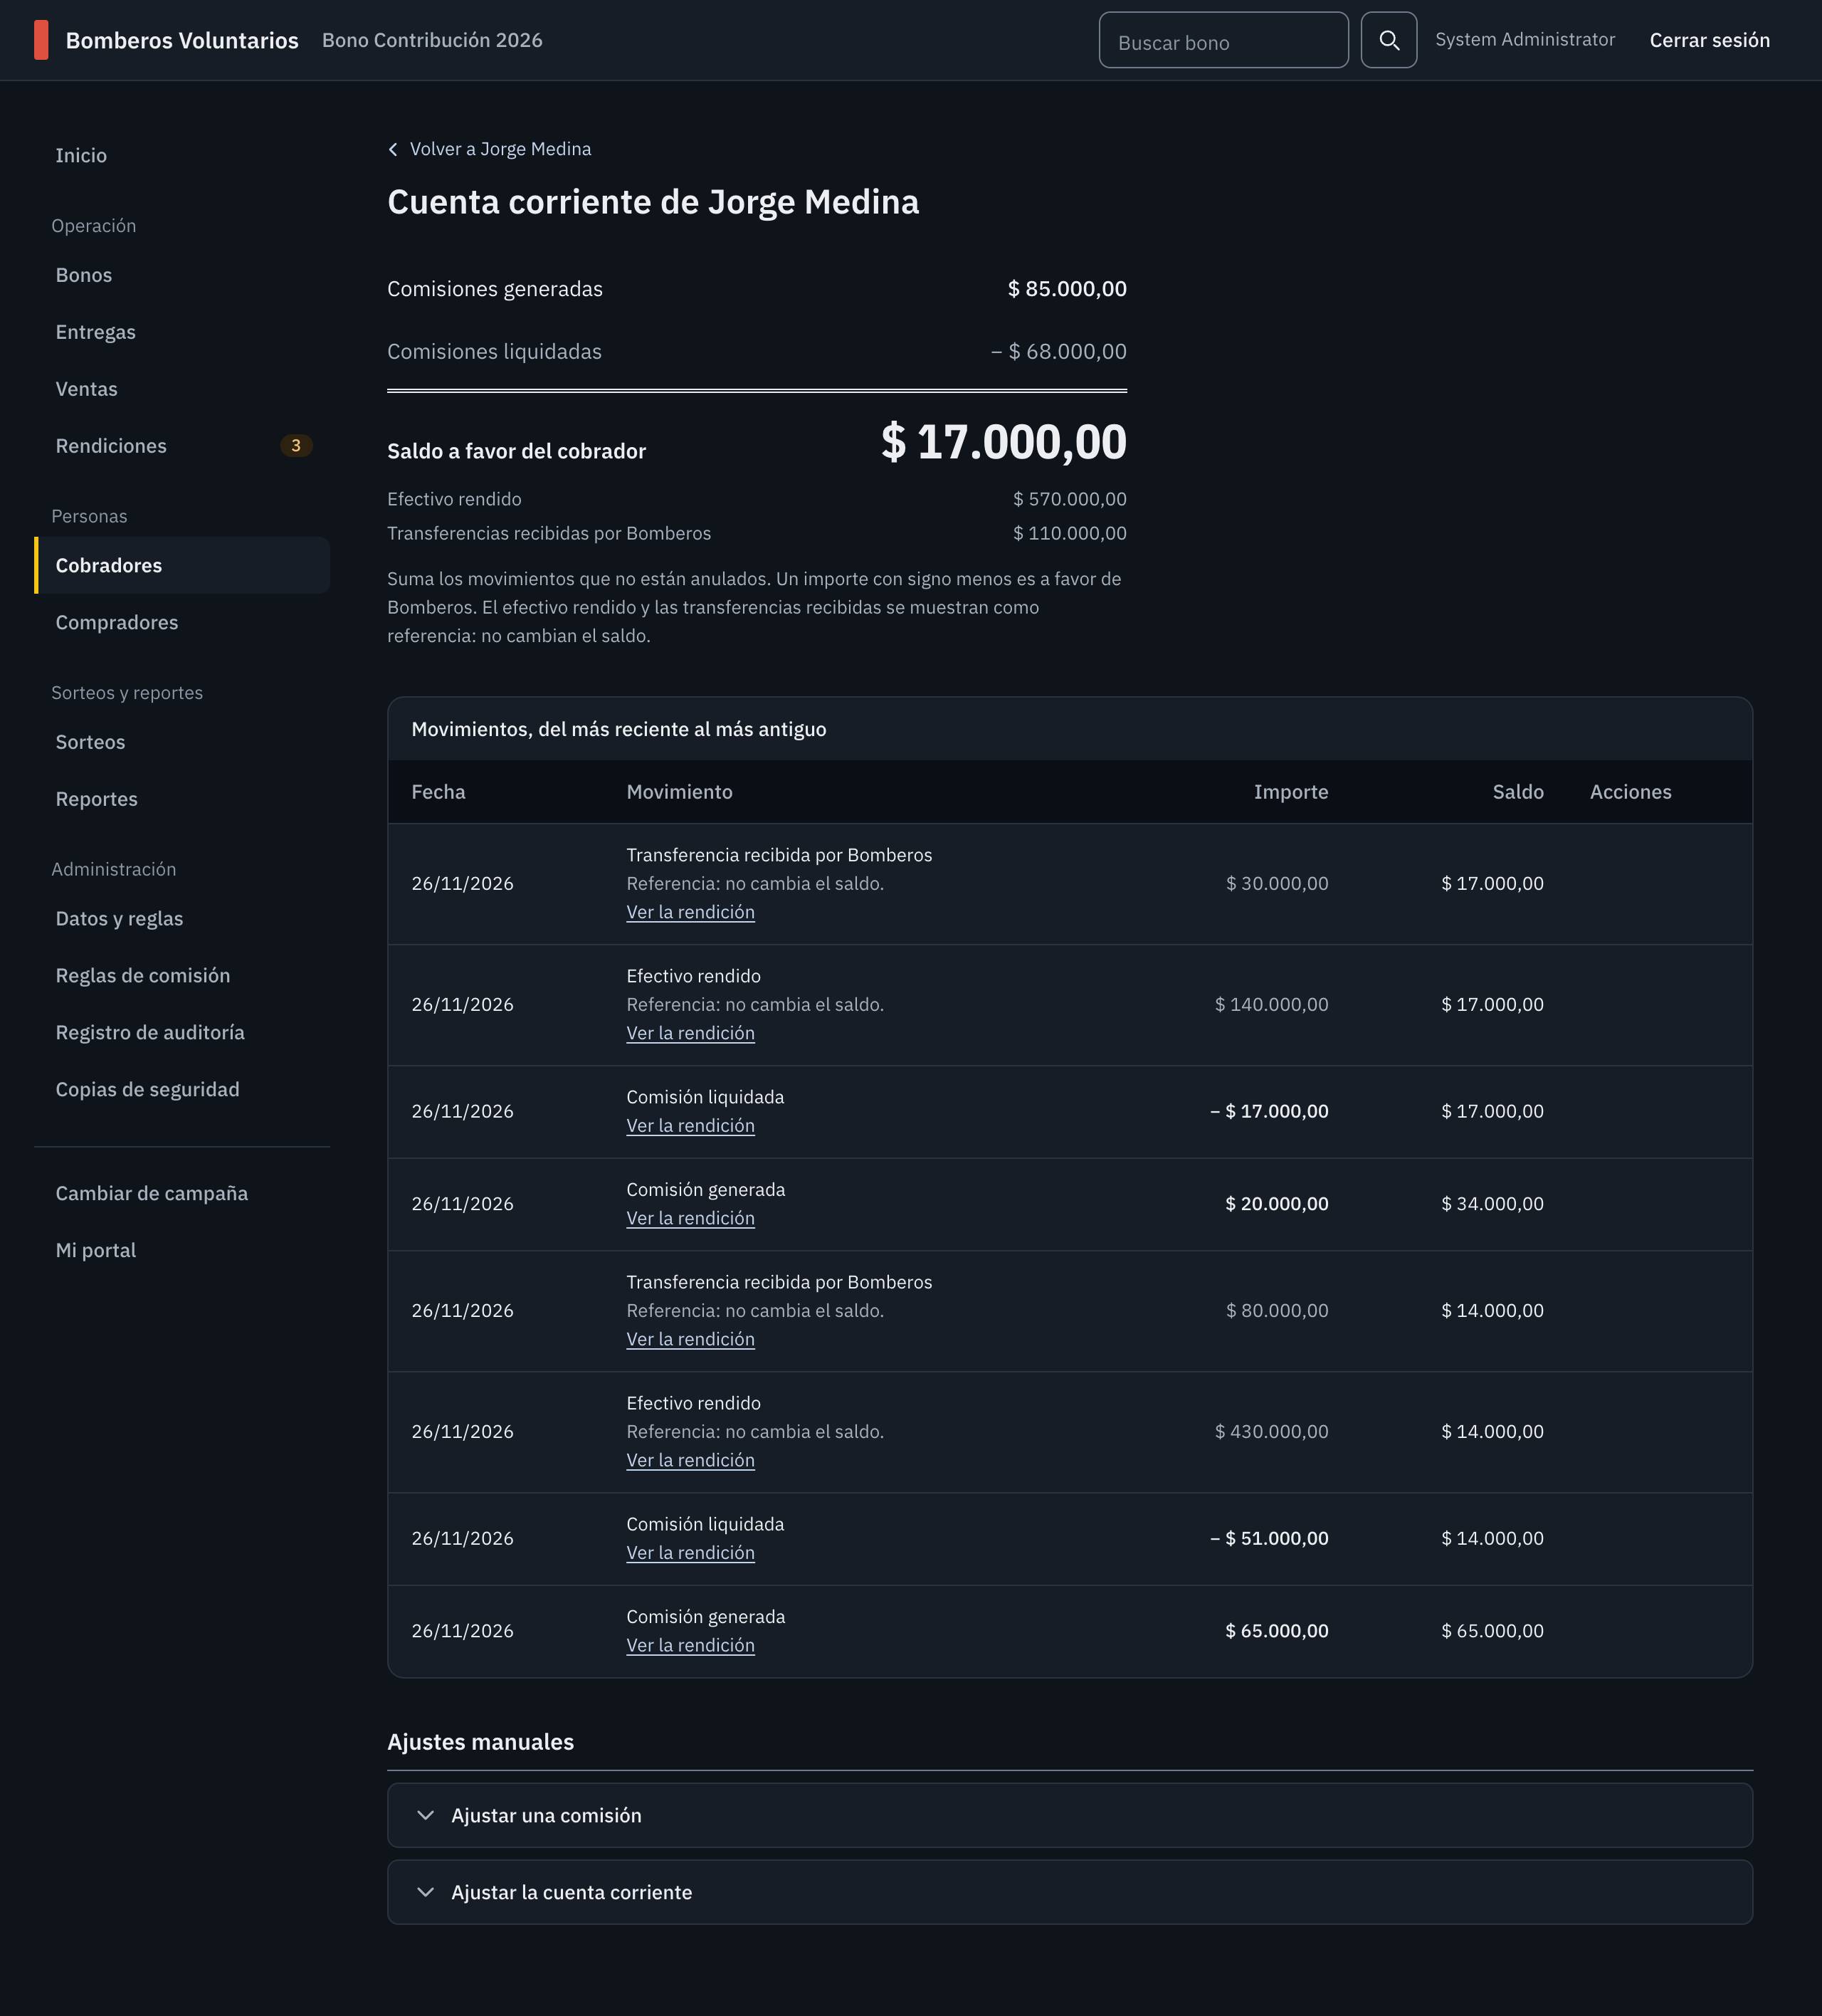 Bomberos Voluntarios Bono Contribución 2026 Buscar bono System Administrator Cerrar sesión
Inicio
Operación
Bonos
Entregas
Ventas
Rendiciones 3
Personas
Cobradores
Compradores
Sorteos y reportes
Sorteos
Reportes
Administración
Datos y reglas
Reglas de comisión
Registro de auditoría
Copias de seguridad
Cambiar de campaña
Mi portal
Volver a Jorge Medina
Cuenta corriente de Jorge Medina
Comisiones generadas $ 85.000,00
Comisiones liquidadas – $ 68.000,00
Saldo a favor del cobrador $ 17.000,00
Efectivo rendido $ 570.000,00
Transferencias recibidas por Bomberos $ 110.000,00
Suma los movimientos que no están anulados. Un importe con signo menos es a favor de
Bomberos. El efectivo rendido y las transferencias recibidas se muestran como
referencia: no cambian el saldo.
Movimientos, del más reciente al más antiguo
Fecha Movimiento Importe Saldo Acciones
Transferencia recibida por Bomberos
26/11/2026 Referencia: no cambia el saldo. $ 30.000,00 $ 17.000,00
Ver la rendición
Efectivo rendido
26/11/2026 Referencia: no cambia el saldo. $ 140.000,00 $ 17.000,00
Ver la rendición
26/11/2026 Comisión liquidada – $ 17.000,00 $ 17.000,00
Ver la rendición
26/11/2026 Comisión generada $ 20.000,00 $ 34.000,00
Ver la rendición
Transferencia recibida por Bomberos
26/11/2026 Referencia: no cambia el saldo. $ 80.000,00 $ 14.000,00
Ver la rendición
Efectivo rendido
26/11/2026 Referencia: no cambia el saldo. $ 430.000,00 $ 14.000,00
Ver la rendición
26/11/2026 Comisión liquidada – $ 51.000,00 $ 14.000,00
Ver la rendición
26/11/2026 Comisión generada $ 65.000,00 $ 65.000,00
Ver la rendición
Ajustes manuales
Ajustar una comisión
Ajustar la cuenta corriente